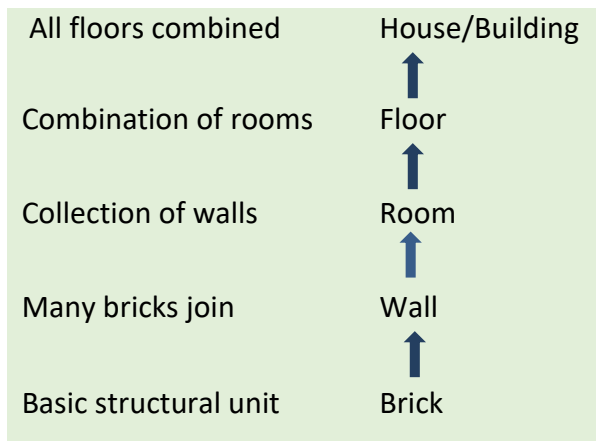 All floors combined House/Building
Combination of rooms Floor
Collection of walls Room
Many bricks join Wall
Basic structural unit Brick